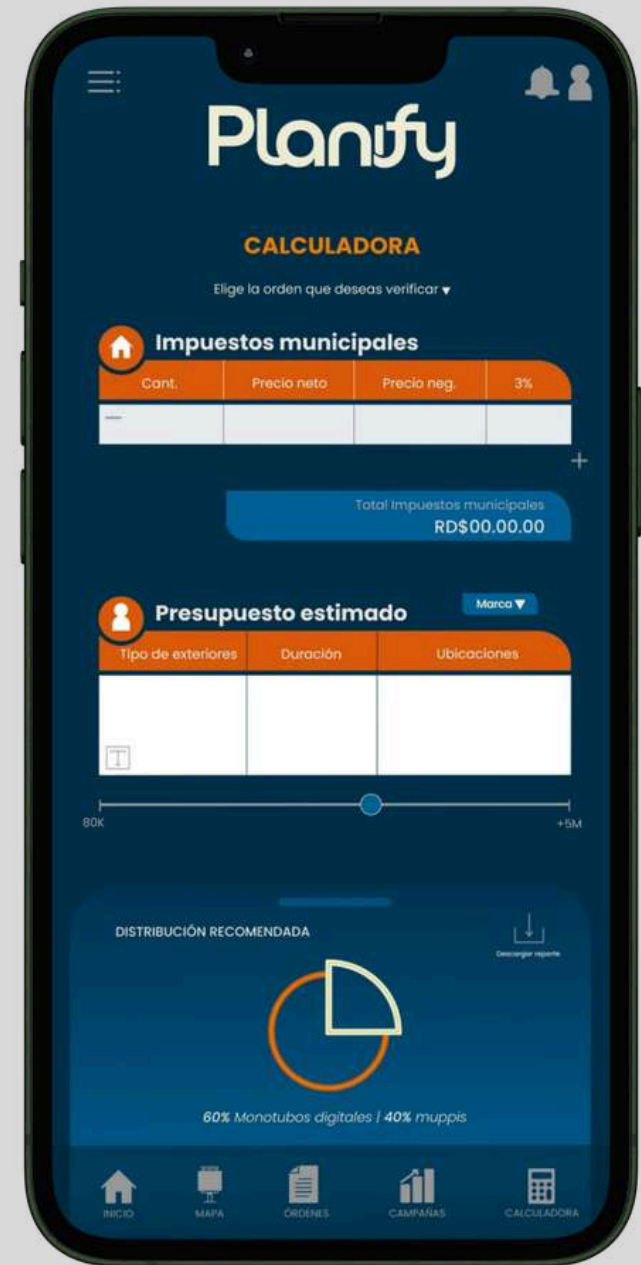 Planify
CALCULADORA
Elige la orden que deseas verificar ▼
Impuestos municipales
Cant. Precio neto Precio neg. 3%
+
Total Impuestos municipales
RD$00.00.00
Presupuesto estimado Marca ▼
Tipo de exteriores Duración Ubicaciones
T
80K +5M
DISTRIBUCIÓN RECOMENDADA
Descargar reporte
60% Monotubos digitales | 40% muppis
INICIO MAPA ÓRDENES CAMPAÑAS CALCULADORA